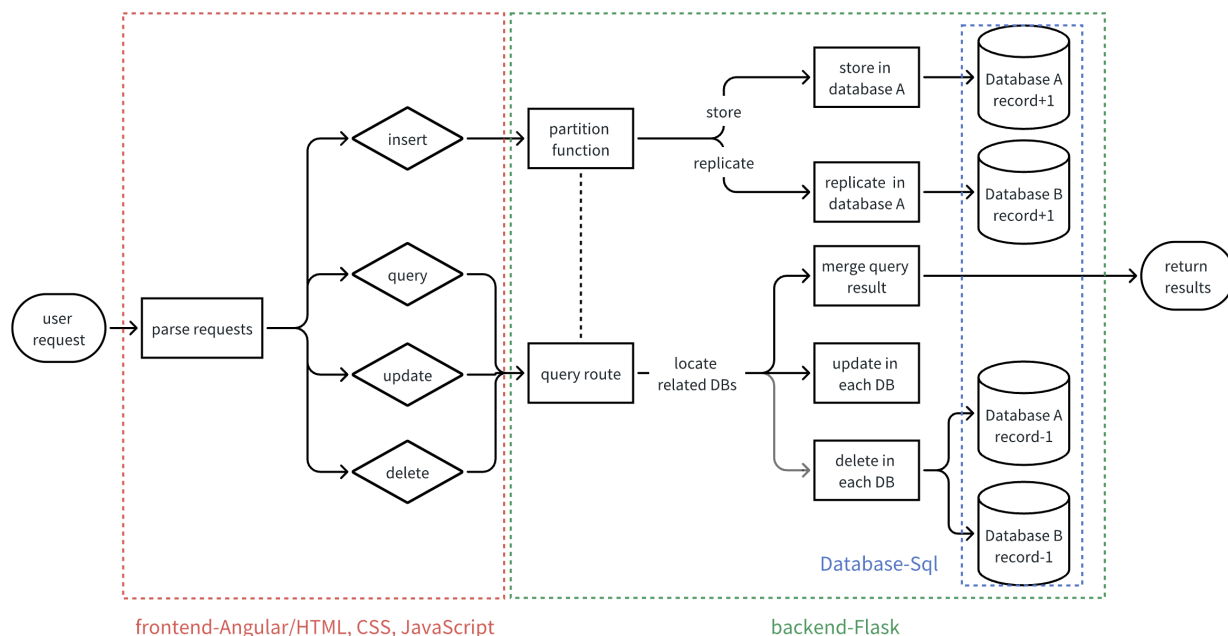 user
request
parse requests
insert
query
update
delete
partition
function
query route
store
replicate
locate
related DBs
store in
database A
replicate in
database A
merge query
result
update in
each DB
delete in
each DB
Database A
record+1
Database B
record+1
Database A
record-1
Database B
record-1
return
results
Database-Sql
frontend-Angular/HTML, CSS, JavaScript
backend-Flask